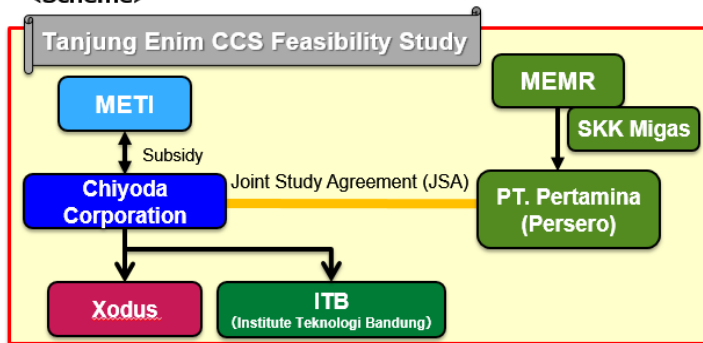 <Scheme>
Tanjung Enim CCS Feasibility Study
METI
MEMR
SKK Migas
Subsidy
Chiyoda
Corporation
Joint Study Agreement (JSA)
PT. Pertamina
(Persero)
Xodus
ITB
(Institute Teknologi Bandung)